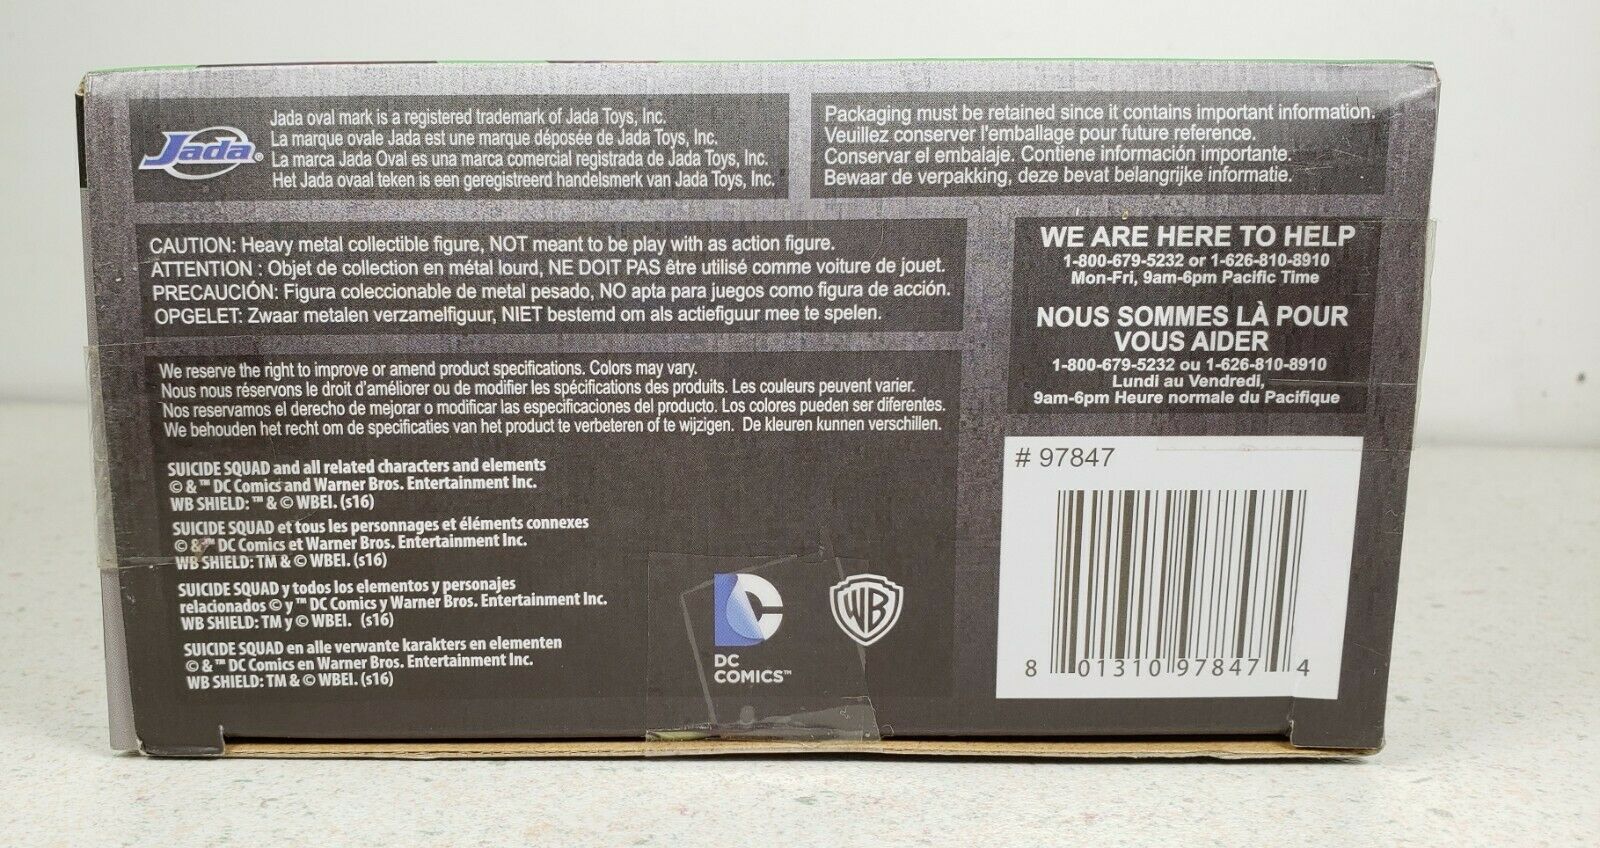 Jada®
Jada oval mark is a registered trademark of Jada Toys, Inc.
La marque ovale Jada est une marque déposée de Jada Toys, Inc.
La marca Jada Oval es una marca comercial registrada de Jada Toys, Inc.
Het Jada ovaal teken is een geregistreerd handelsmerk van Jada Toys, Inc.
Packaging must be retained since it contains important information.
Veuillez conserver l'emballage pour future reference.
Conservar el embalaje. Contiene información importante.
Bewaar de verpakking, deze bevat belangrijke informatie.
CAUTION: Heavy metal collectible figure, NOT meant to be play with as action figure.
ATTENTION : Objet de collection en métal lourd, NE DOIT PAS être utilisé comme voiture de jouet.
PRECAUCIÓN: Figura coleccionable de metal pesado, NO apta para juegos como figura de acción.
OPGELET: Zwaar metalen verzamelfiguur, NIET bestemd om als actiefiguur mee te spelen.
WE ARE HERE TO HELP
1-800-679-5232 or 1-626-810-8910
Mon-Fri, 9am-6pm Pacific Time
NOUS SOMMES LÀ POUR
VOUS AIDER
1-800-679-5232 ou 1-626-810-8910
Lundi au Vendredi,
9am-6pm Heure normale du Pacifique
We reserve the right to improve or amend product specifications. Colors may vary.
Nous nous réservons le droit d'améliorer ou de modifier les spécifications des produits. Les couleurs peuvent varier.
Nos reservamos el derecho de mejorar o modificar las especificaciones del producto. Los colores pueden ser diferentes.
We behouden het recht om de specificaties van het product te verbeteren of te wijzigen. De kleuren kunnen verschillen.
SUICIDE SQUAD and all related characters and elements
© & ™ DC Comics and Warner Bros. Entertainment Inc.
WB SHIELD: ™ & © WBEI. (s16)
SUICIDE SQUAD et tous les personnages et éléments connexes
© & ™ DC Comics et Warner Bros. Entertainment Inc.
WB SHIELD: TM & © WBEI. (s16)
SUICIDE SQUAD y todos los elementos y personajes
relacionados © y ™ DC Comics y Warner Bros. Entertainment Inc.
WB SHIELD: TM y © WBEI. (s16)
SUICIDE SQUAD en alle verwante karakters en elementen
© & ™ DC Comics en Warner Bros. Entertainment Inc.
WB SHIELD: TM & © WBEI. (s16)
DC
COMICS™
WB
# 97847
8 01310 97847 4